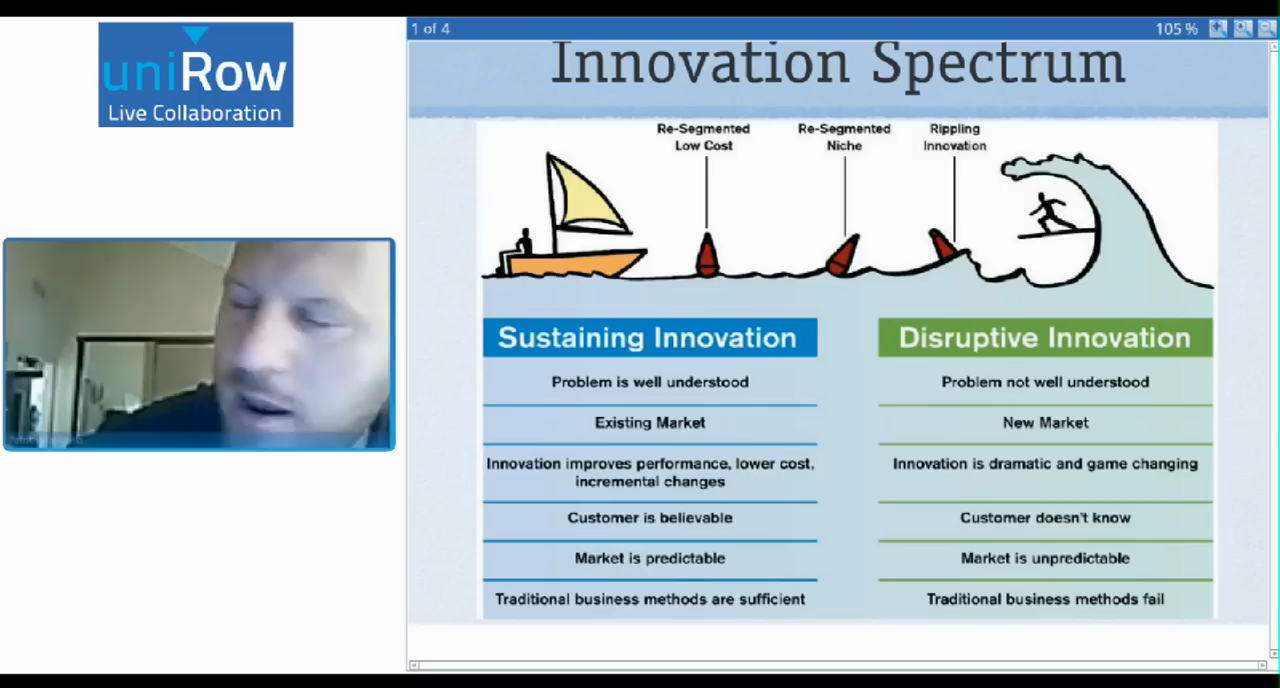 uniRow
Live Collaboration
1 of 4
105 %
Innovation Spectrum
Re-Segmented
Low Cost
Re-Segmented
Niche
Rippling
Innovation
Sustaining Innovation
Problem is well understood
Existing Market
Innovation improves performance, lower cost,
incremental changes
Customer is believable
Market is predictable
Traditional business methods are sufficient
Disruptive Innovation
Problem not well understood
New Market
Innovation is dramatic and game changing
Customer doesn't know
Market is unpredictable
Traditional business methods fail